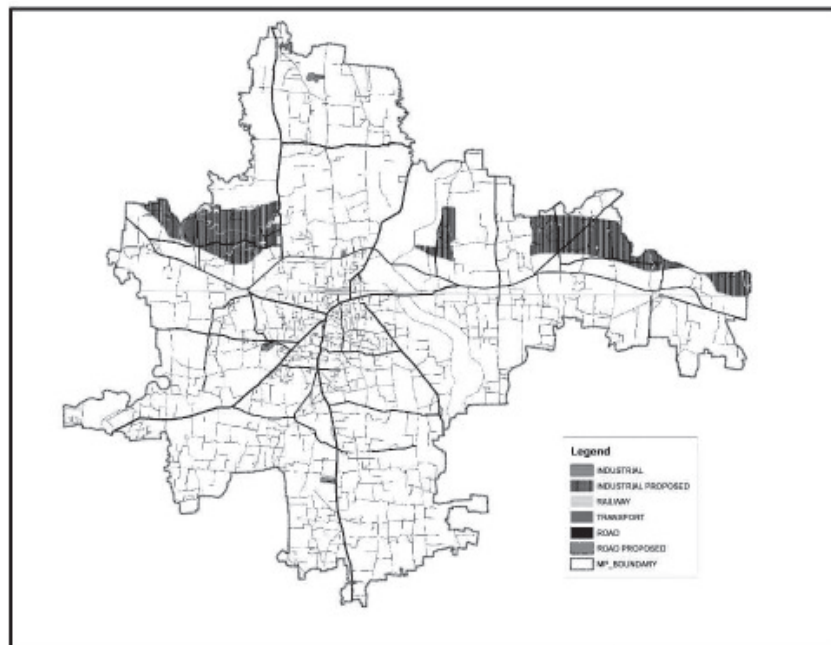 Legend
INDUSTRIAL
INDUSTRIAL PROPOSED
RAILWAY
TRANSPORT
ROAD
ROAD PROPOSED
MP_BOUNDARY